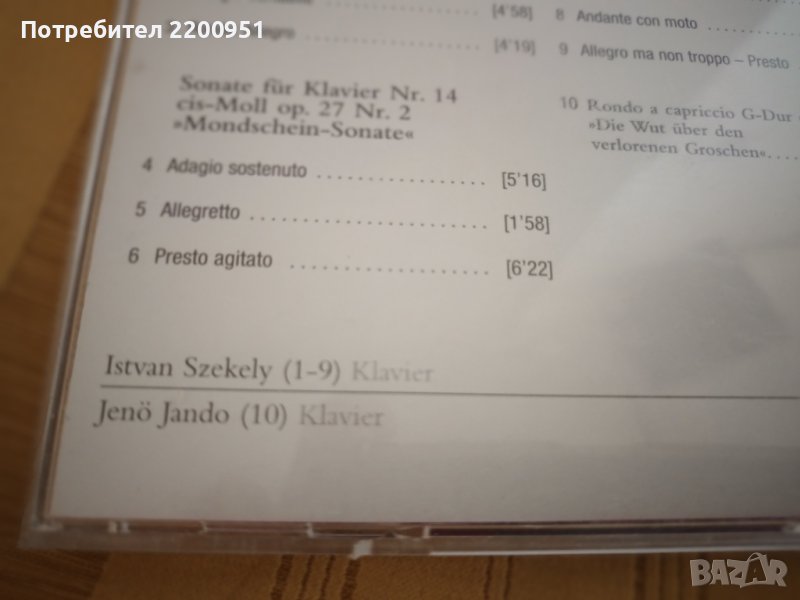 Потребител 2200951
[4'58]
[4'19]
Sonate für Klavier Nr. 14
cis-Moll op. 27 Nr. 2
»Mondschein-Sonate«
4 Adagio sostenuto ..................... [5'16]
5 Allegretto ............................. [1'58]
6 Presto agitato ........................ [6'22]
8 Andante con moto
9 Allegro ma non troppo – Presto
10 Rondo a capriccio G-Dur
»Die Wut über den
verlorenen Groschen«....
Istvan Szekely (1-9) Klavier
Jenö Jando (10) Klavier
BAZAR